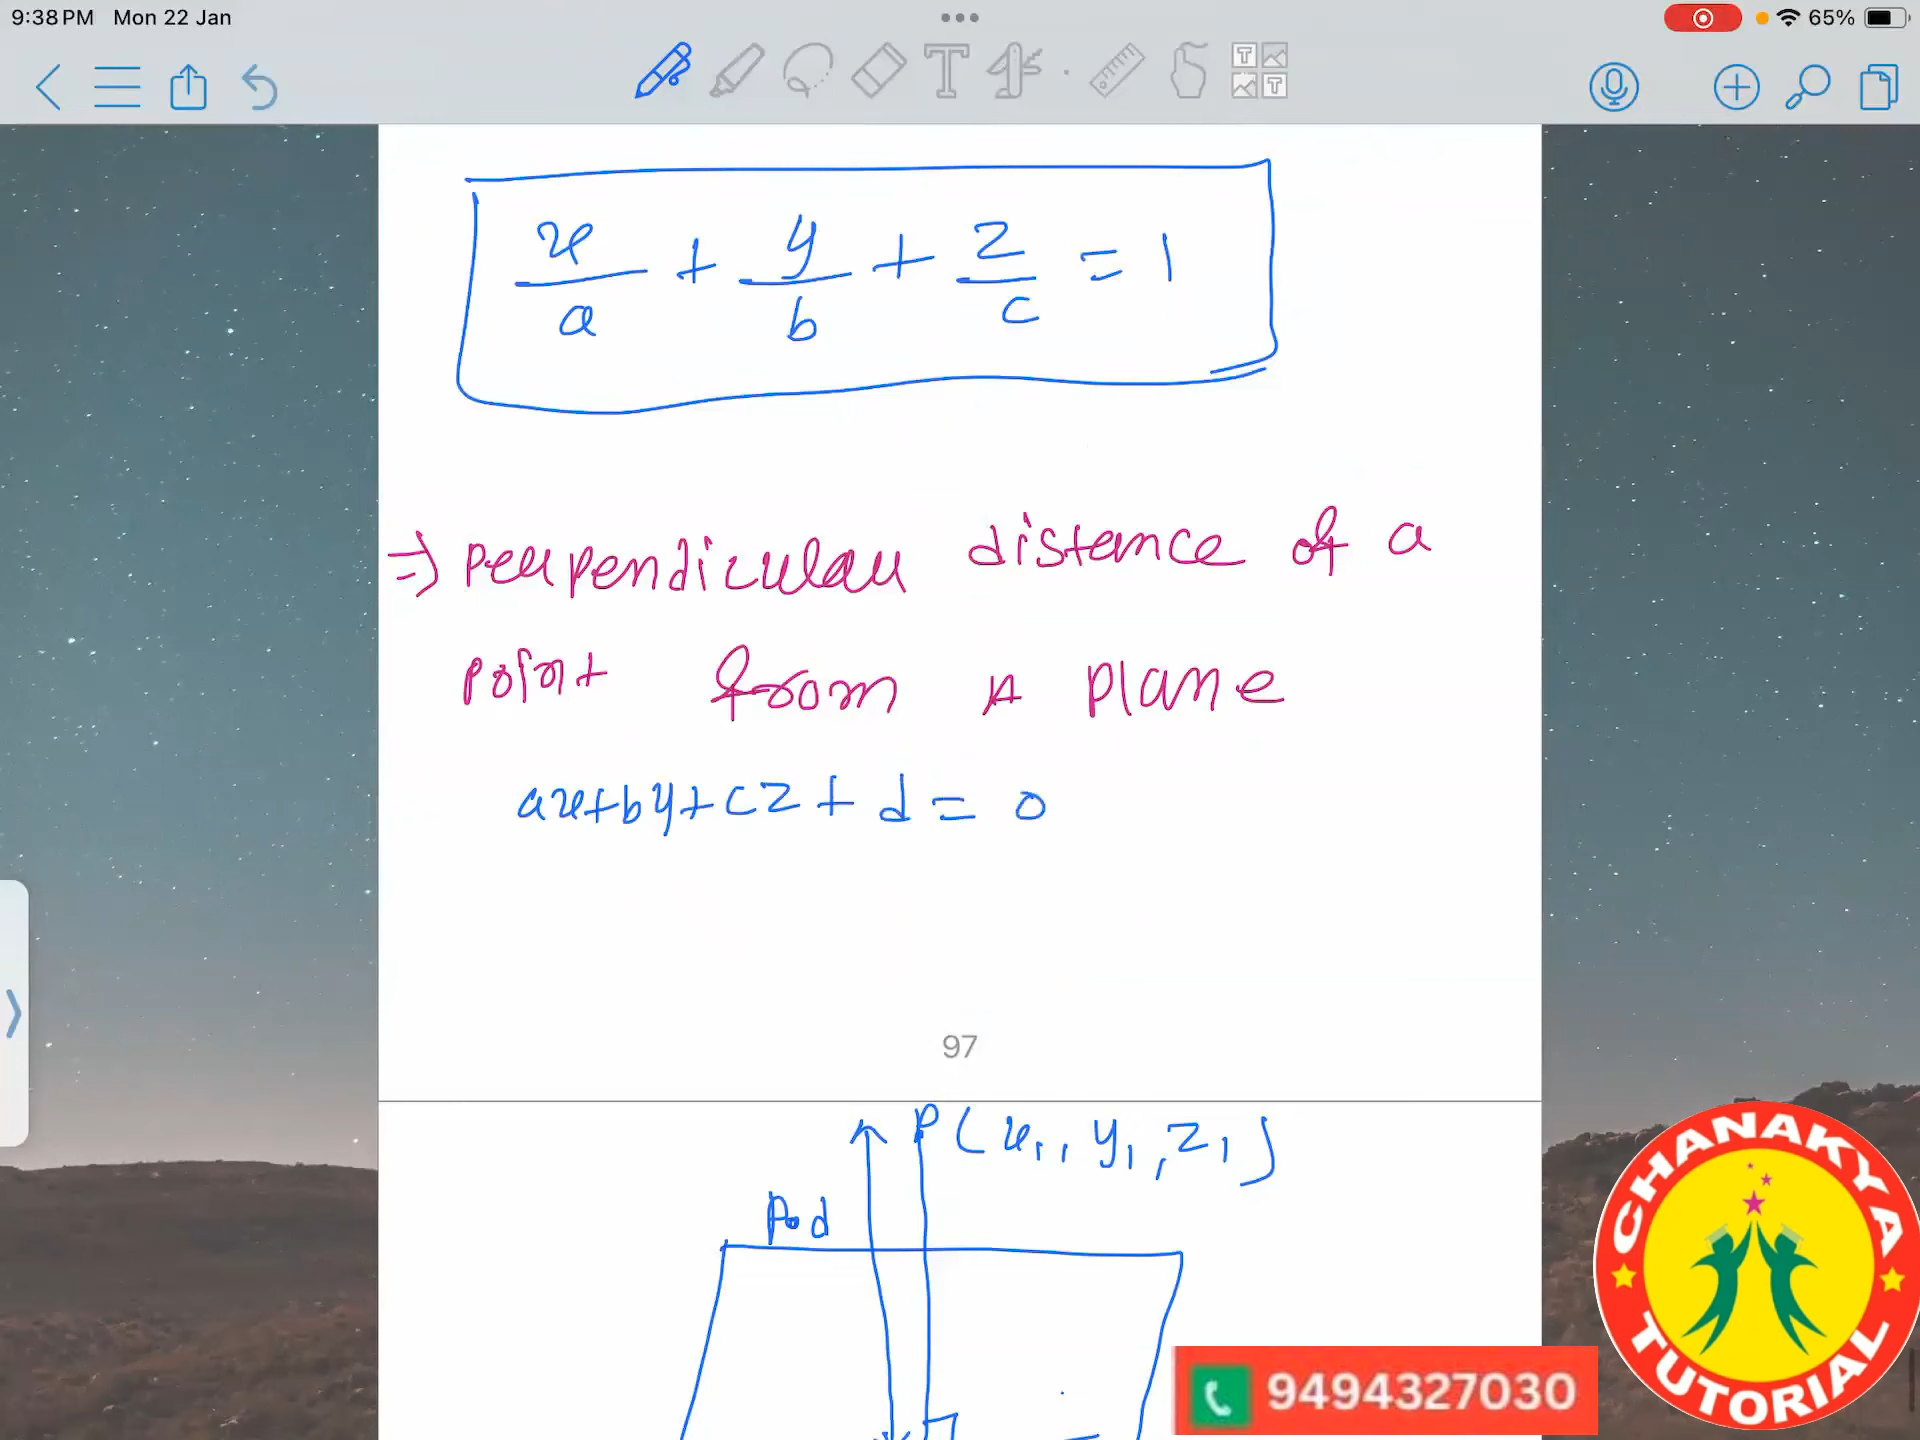 9:38 PM Mon 22 Jan
65%
x/a + y/b + z/c = 1
⇒ Perpendicular distance of a
point from A plane
ax+by+cz+d=0
97
P(x₁, y₁, z₁)
P.d
9494327030
CHANAKYA
TUTORIAL